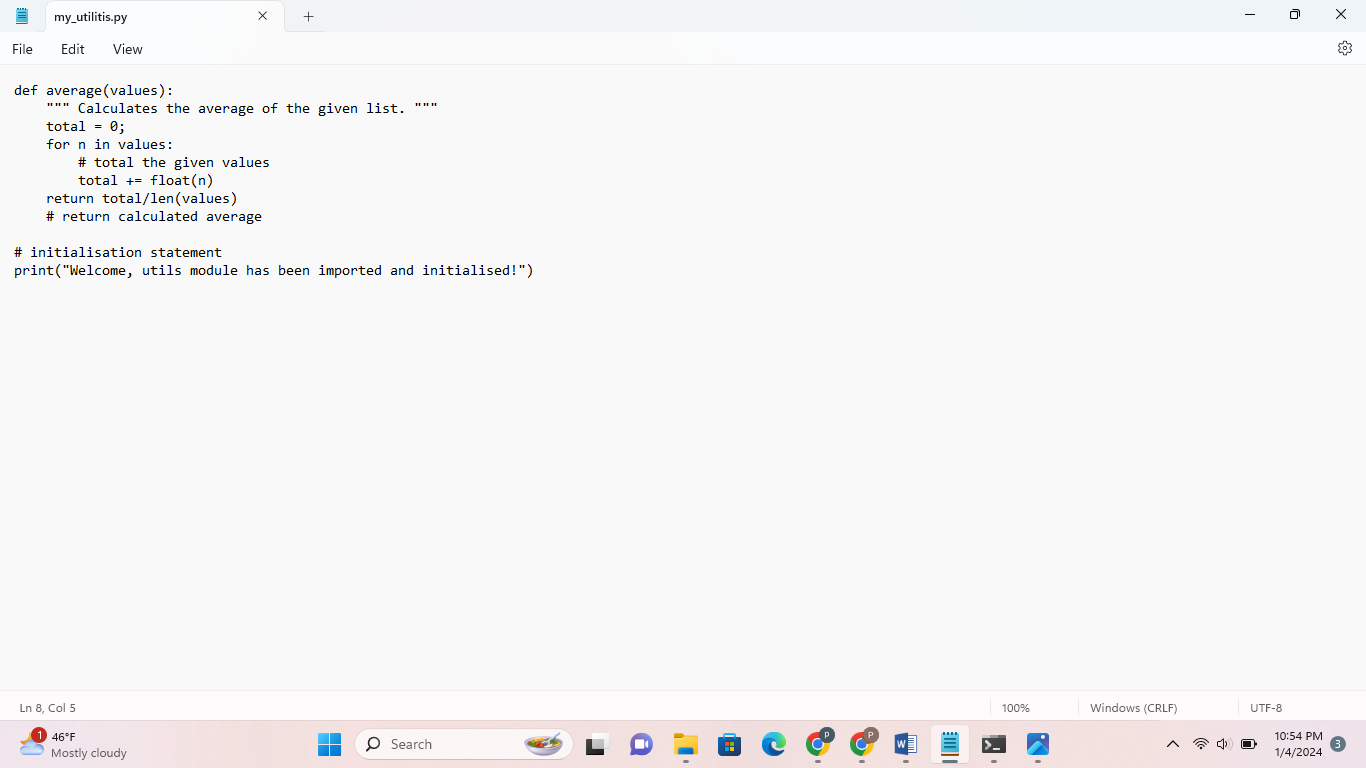 my_utilitis.py
File Edit View
def average(values):
    """ Calculates the average of the given list. """
    total = 0;
    for n in values:
        # total the given values
        total += float(n)
    return total/len(values)
    # return calculated average
# initialisation statement
print("Welcome, utils module has been imported and initialised!")
Ln 8, Col 5 100% Windows (CRLF) UTF-8
1 46°F
Mostly cloudy
Search
P P
W
10:54 PM
1/4/2024
3